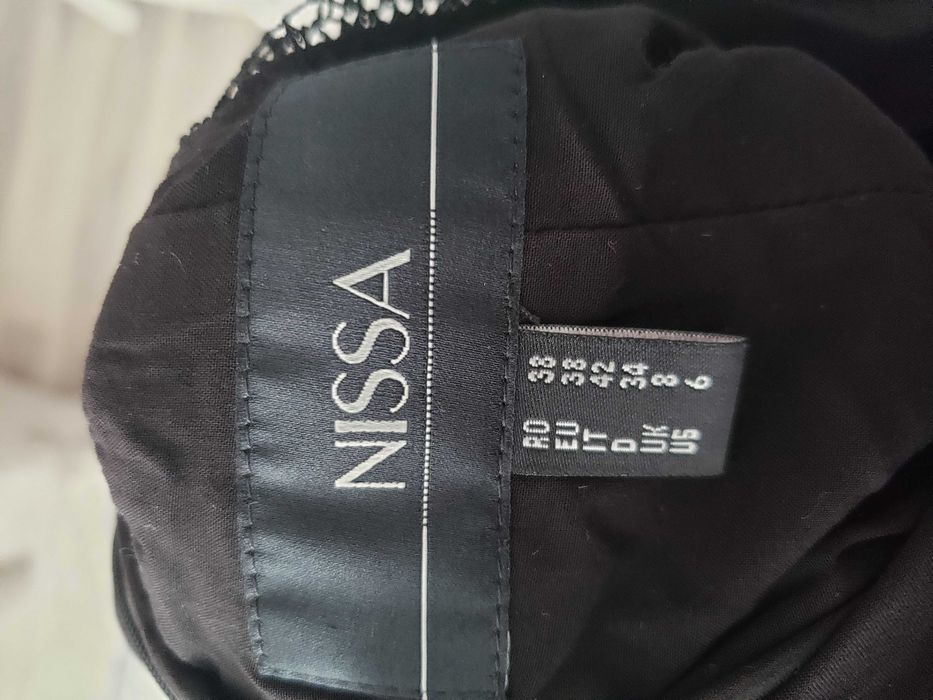 NISSA
RO 38
EU 38
IT 42
D 34
UK 8
US 6